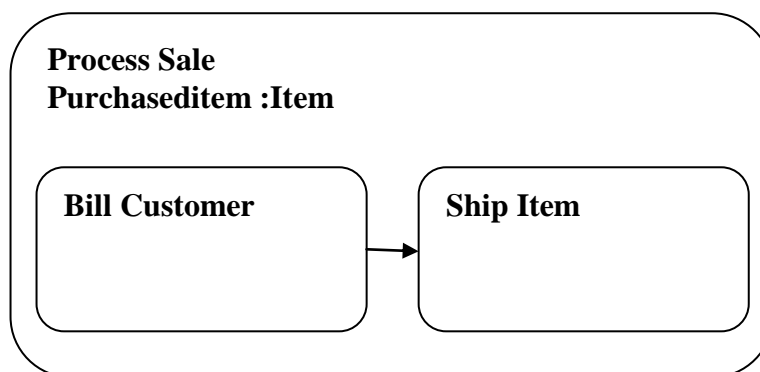 Process Sale
Purchaseditem :Item
Bill Customer
Ship Item